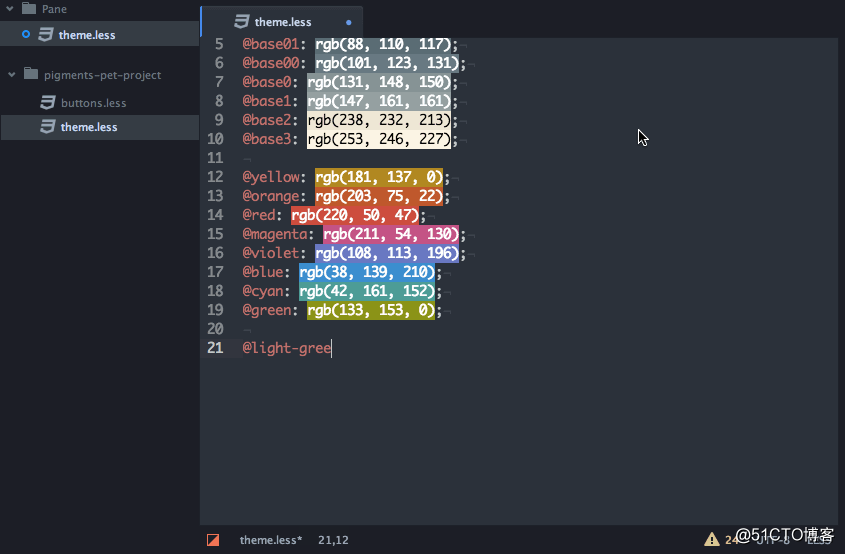 Pane
theme.less
pigments-pet-project
buttons.less
theme.less
theme.less
5 @base01: rgb(88, 110, 117);
6 @base00: rgb(101, 123, 131);
7 @base0: rgb(131, 148, 150);
8 @base1: rgb(147, 161, 161);
9 @base2: rgb(238, 232, 213);
10 @base3: rgb(253, 246, 227);
11
12 @yellow: rgb(181, 137, 0);
13 @orange: rgb(203, 75, 22);
14 @red: rgb(220, 50, 47);
15 @magenta: rgb(211, 54, 130);
16 @violet: rgb(108, 113, 196);
17 @blue: rgb(38, 139, 210);
18 @cyan: rgb(42, 161, 152);
19 @green: rgb(133, 153, 0);
20
21 @light-gree
theme.less* 21,12
24
@51CTO博客